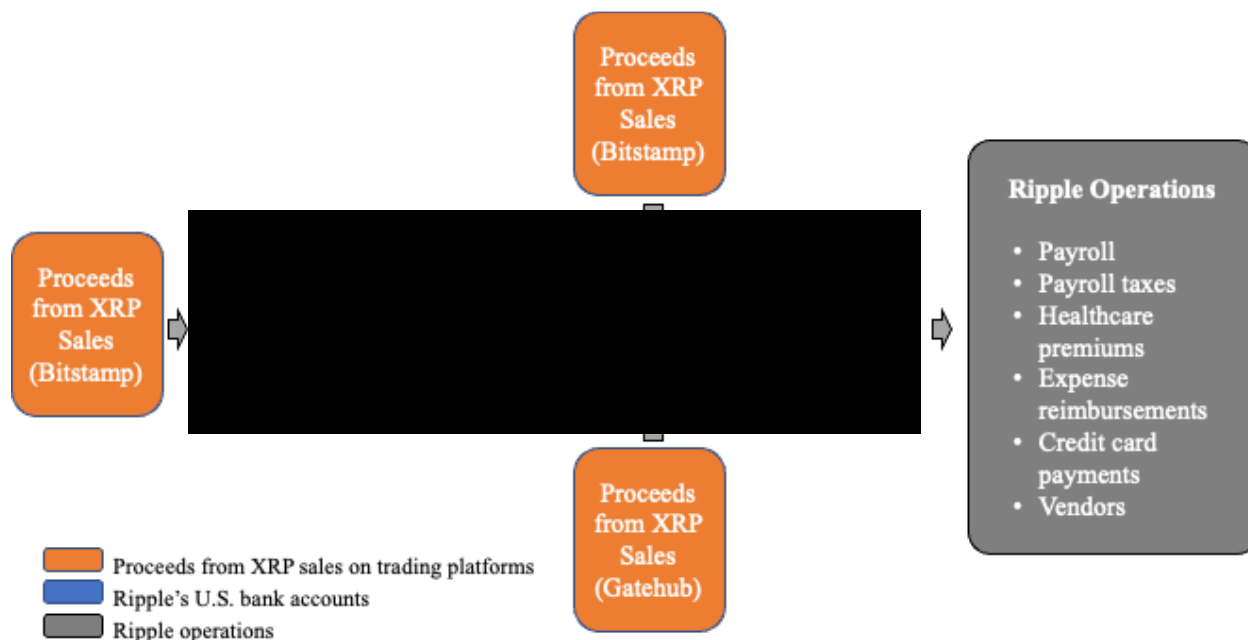 Proceeds
from XRP
Sales
(Bitstamp)
Proceeds
from XRP
Sales
(Bitstamp)
Proceeds
from XRP
Sales
(Gatehub)
Ripple Operations
• Payroll
• Payroll taxes
• Healthcare
premiums
• Expense
reimbursements
• Credit card
payments
• Vendors
Proceeds from XRP sales on trading platforms
Ripple's U.S. bank accounts
Ripple operations